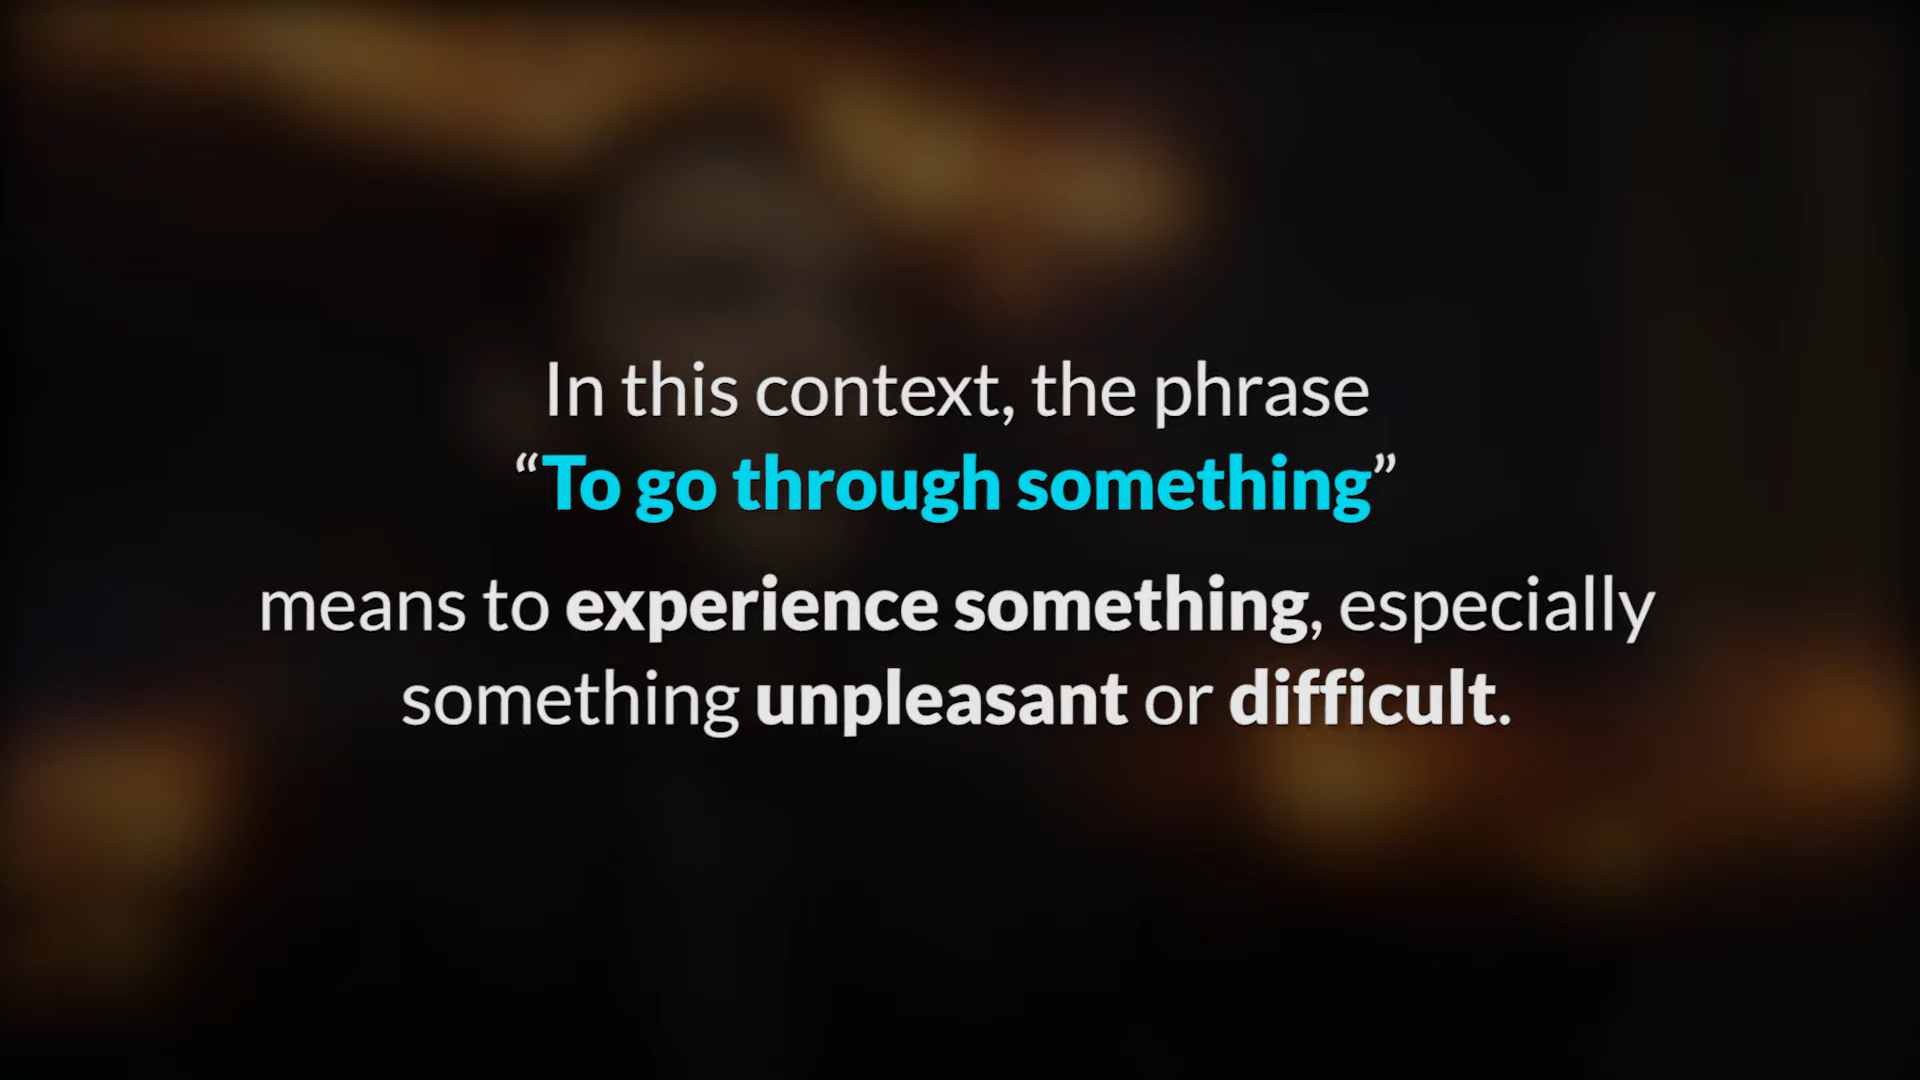 In this context, the phrase
“To go through something”
means to experience something, especially
something unpleasant or difficult.